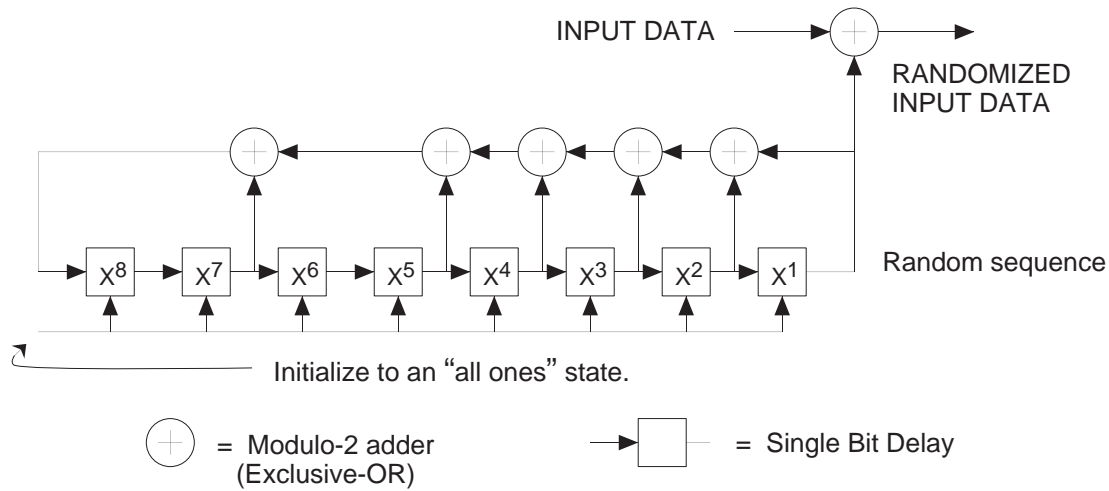 INPUT DATA
RANDOMIZED
INPUT DATA
X⁸ X⁷ X⁶ X⁵ X⁴ X³ X² X¹
Random sequence
Initialize to an “all ones” state.
= Modulo-2 adder
(Exclusive-OR)
= Single Bit Delay